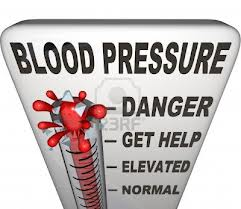 BLOOD PRESSURE
DANGER
GET HELP
ELEVATED
NORMAL